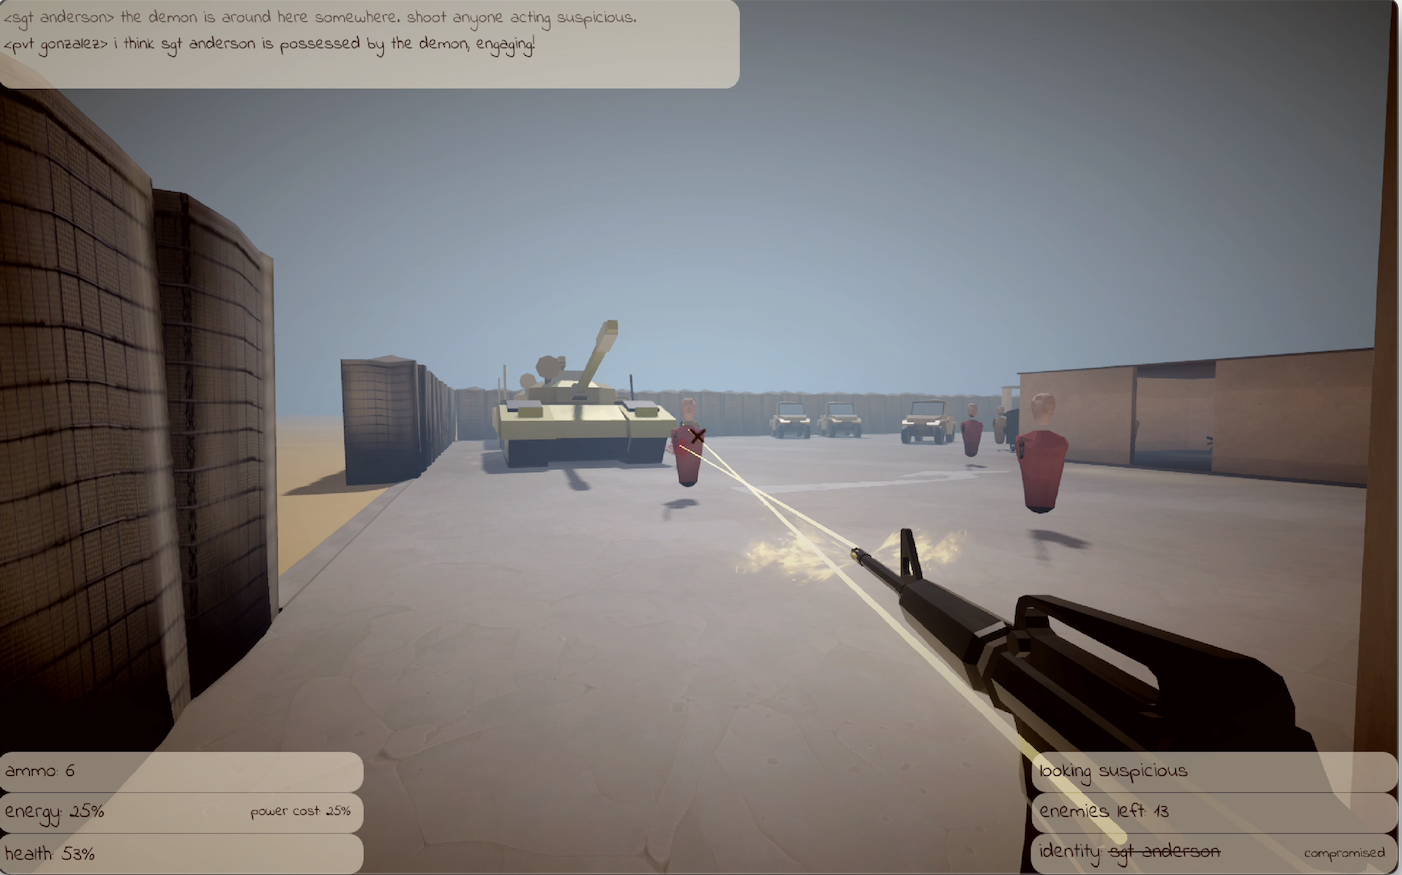 <sgt anderson> the demon is around here somewhere. shoot anyone acting suspicious.
<pvt gonzalez> i think sgt anderson is possessed by the demon, engaging!
ammo: 6
energy: 25% power cost: 25%
health: 53%
looking suspicious
enemies left: 13
identity: sgt anderson compromised